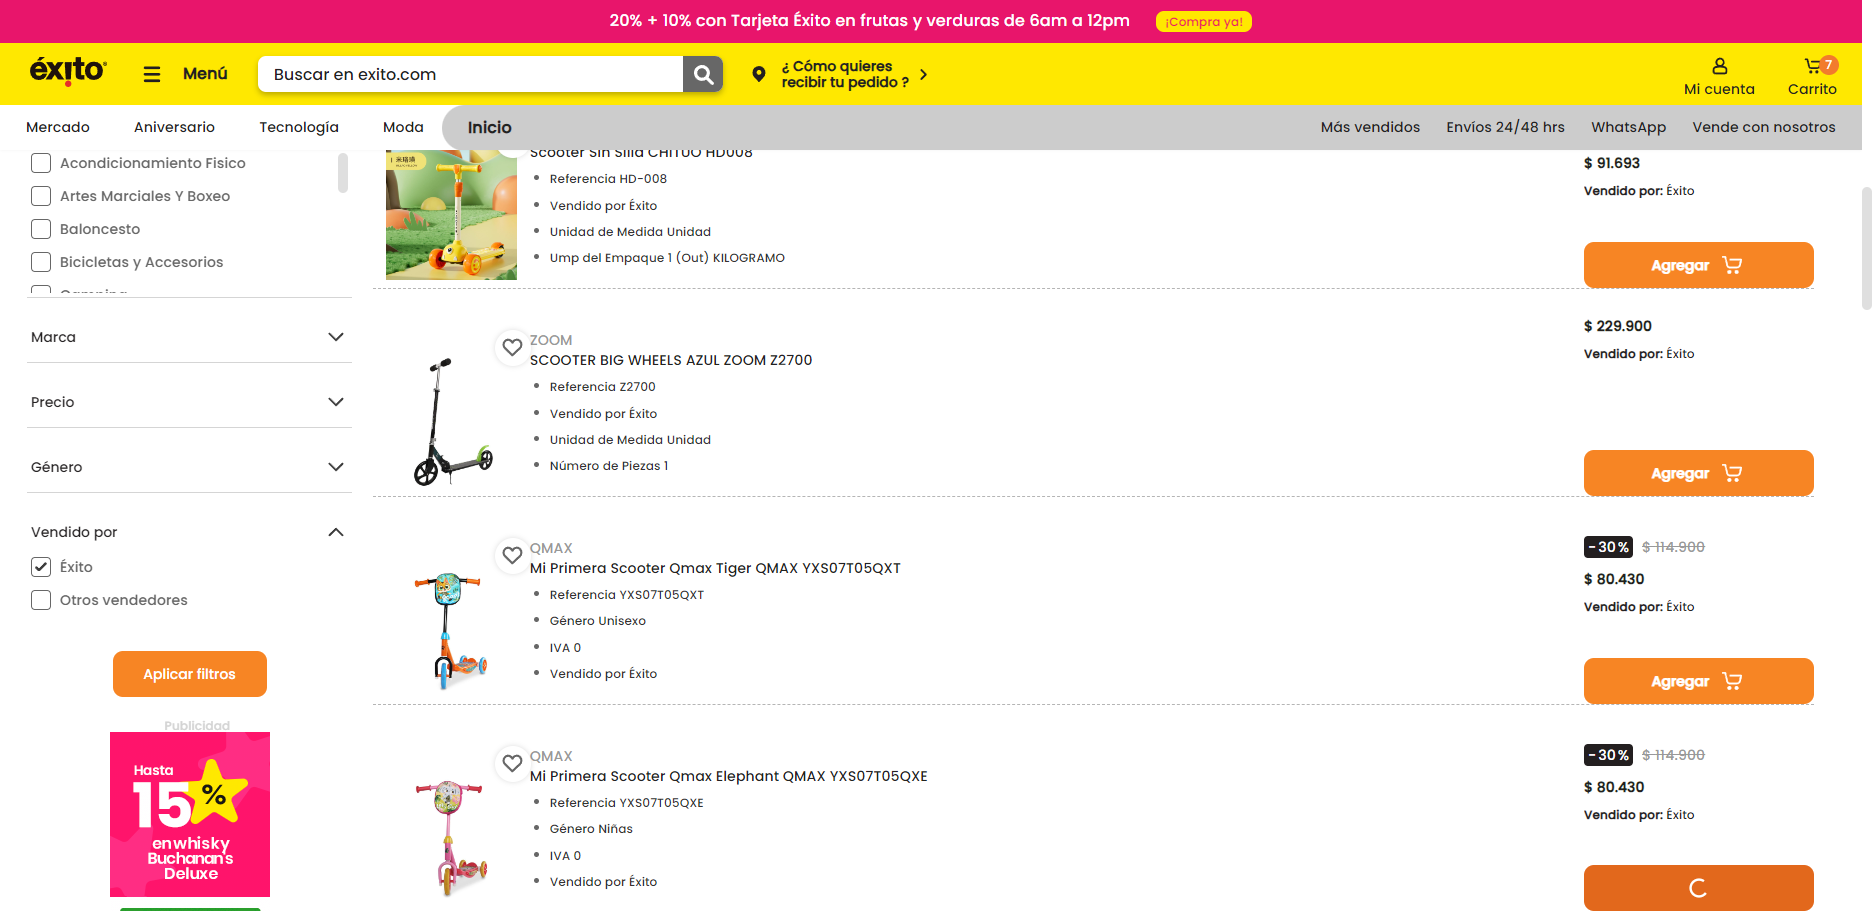 20% + 10% con Tarjeta Éxito en frutas y verduras de 6am a 12pm
¡Compra ya!
éxito
Menú
Buscar en exito.com
¿ Cómo quieres
recibir tu pedido ?
Mi cuenta
7
Carrito
Mercado
Aniversario
Tecnología
Moda
Inicio
Más vendidos
Envíos 24/48 hrs
WhatsApp
Vende con nosotros
Acondicionamiento Fisico
Artes Marciales Y Boxeo
Baloncesto
Bicicletas y Accesorios
Camping
Marca
Precio
Género
Vendido por
Éxito
Otros vendedores
Aplicar filtros
Publicidad
Hasta
15%
en whisky
Buchanan's
Deluxe
Scooter Sin Silla CHITUO HD008
Referencia HD-008
Vendido por Éxito
Unidad de Medida Unidad
Ump del Empaque 1 (Out) KILOGRAMO
$ 91.693
Vendido por: Éxito
Agregar
ZOOM
SCOOTER BIG WHEELS AZUL ZOOM Z2700
Referencia Z2700
Vendido por Éxito
Unidad de Medida Unidad
Número de Piezas 1
$ 229.900
Vendido por: Éxito
Agregar
QMAX
Mi Primera Scooter Qmax Tiger QMAX YXS07T05QXT
Referencia YXS07T05QXT
Género Unisexo
IVA 0
Vendido por Éxito
-30% $ 114.900
$ 80.430
Vendido por: Éxito
Agregar
QMAX
Mi Primera Scooter Qmax Elephant QMAX YXS07T05QXE
Referencia YXS07T05QXE
Género Niñas
IVA 0
Vendido por Éxito
-30% $ 114.900
$ 80.430
Vendido por: Éxito